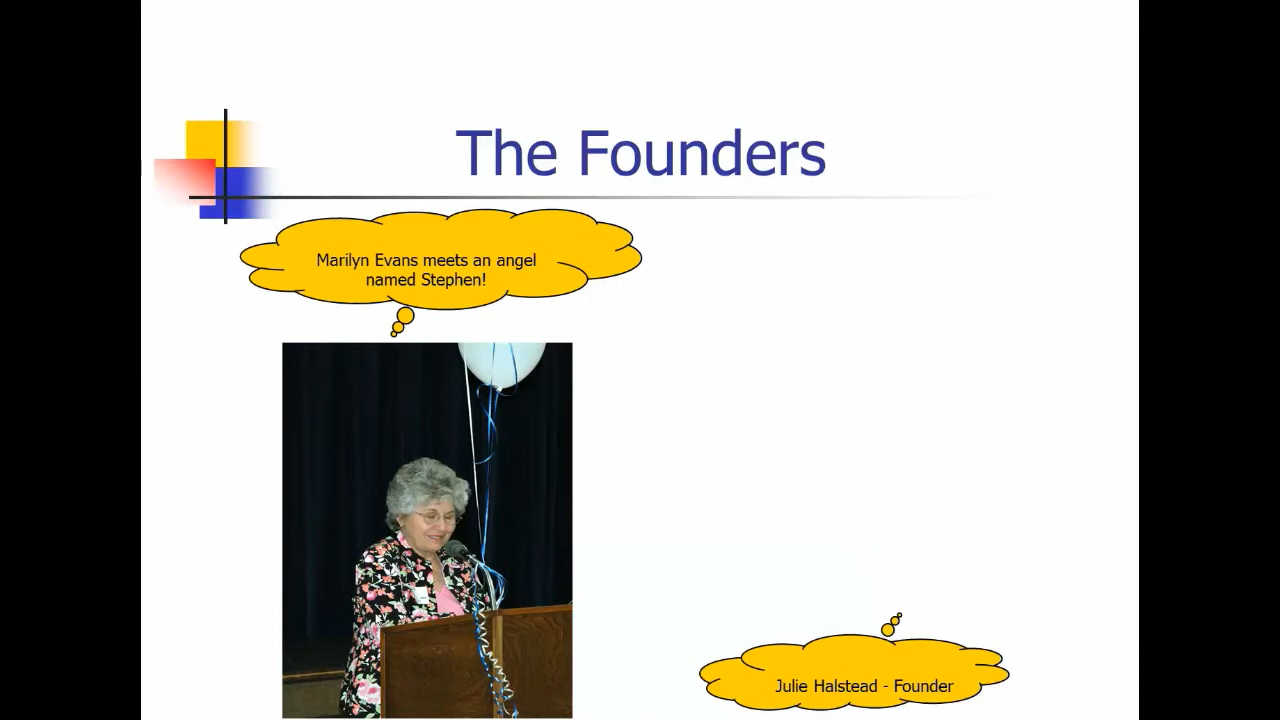 The Founders
Marilyn Evans meets an angel
named Stephen!
Julie Halstead - Founder